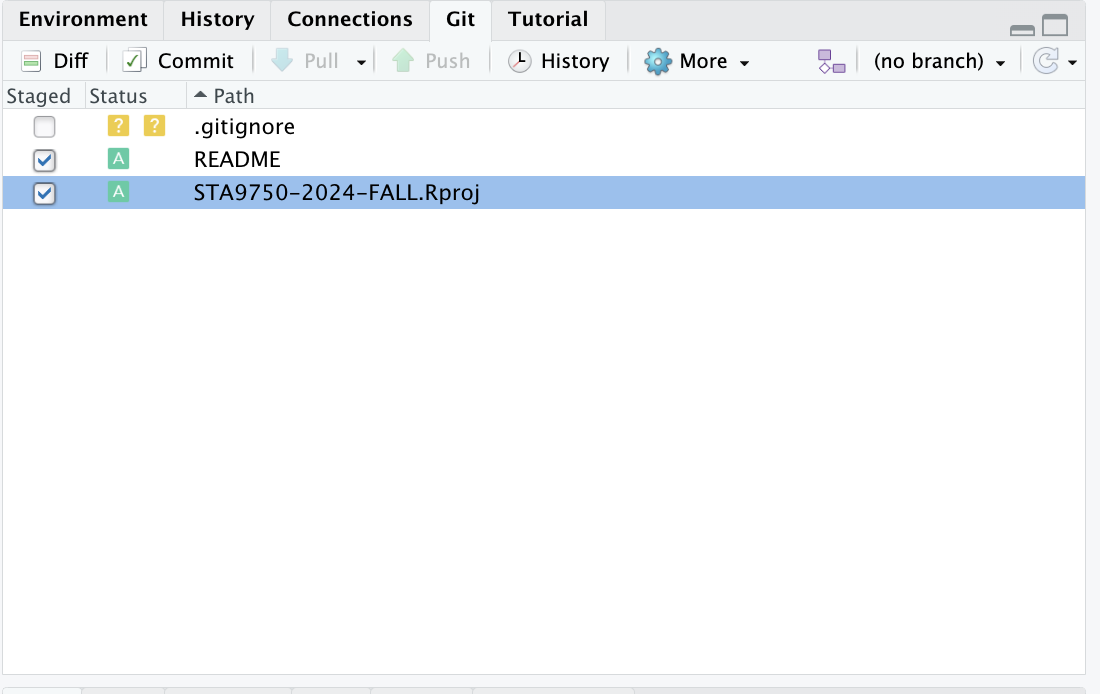 Environment History Connections Git Tutorial
Diff Commit Pull Push History More (no branch)
Staged Status Path
? ? .gitignore
A README
A STA9750-2024-FALL.Rproj